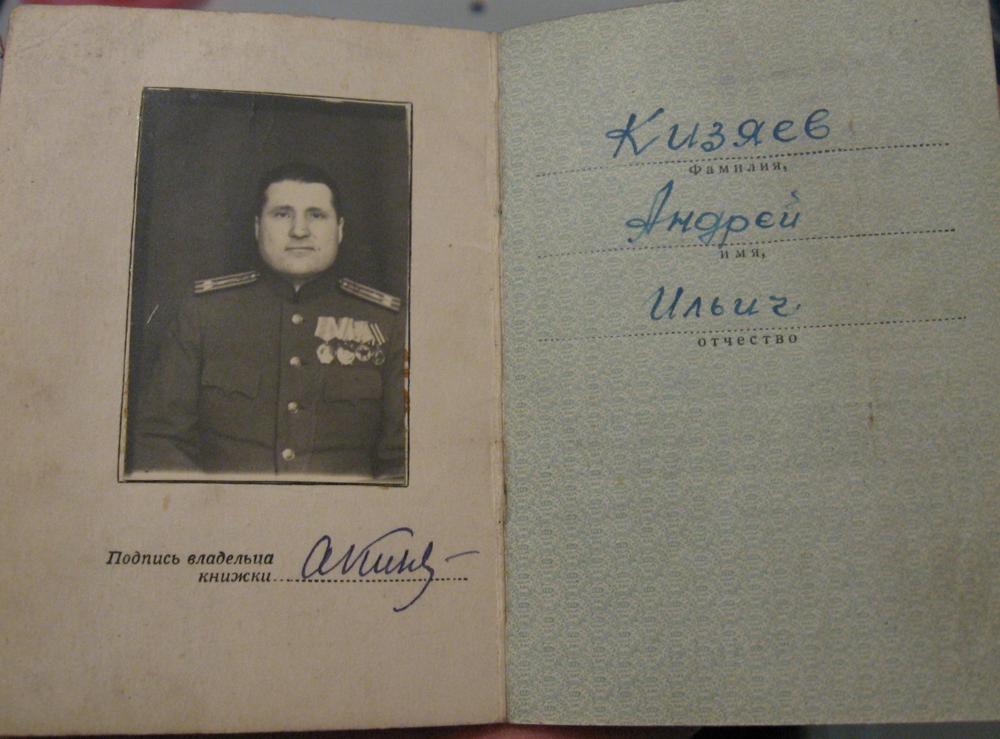 Подпись владельца
книжки
Кизяев
Фамилия,
Андрей
имя,
Ильич
отчество